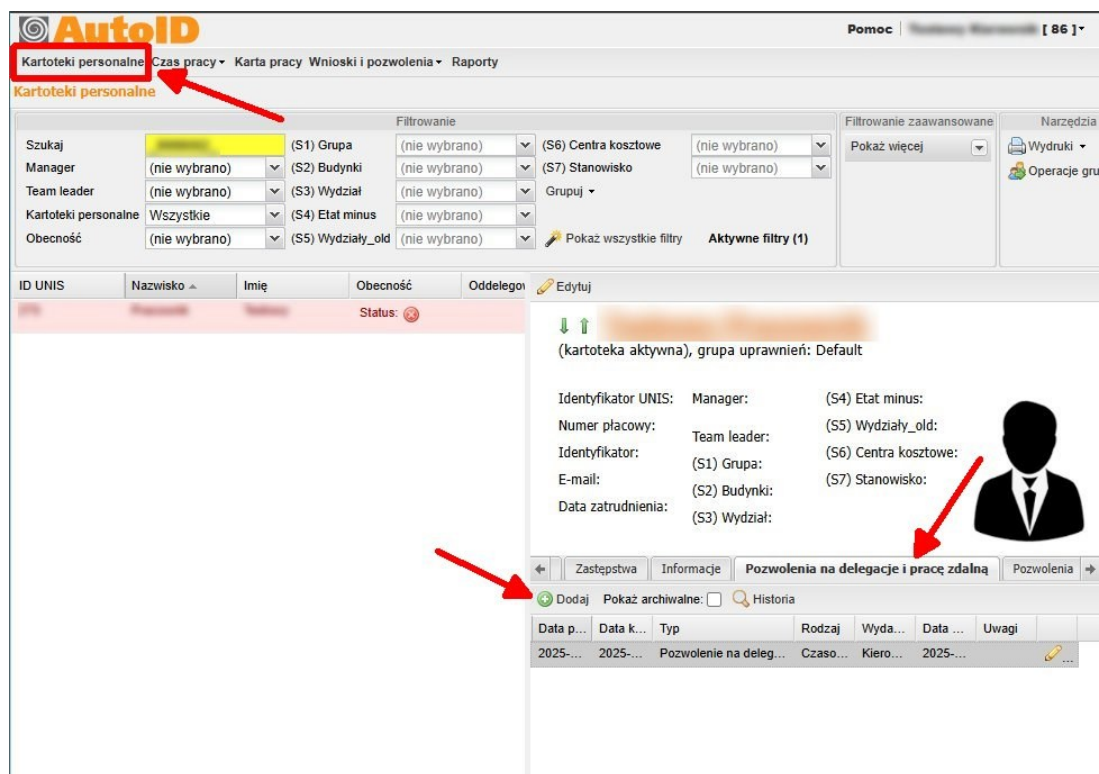 AutoID
Pomoc [ 86 ]
Kartoteki personalne Czas pracy Karta pracy Wnioski i pozwolenia Raporty
Kartoteki personalne
Filtrowanie Filtrowanie zaawansowane Narzędzia
Szukaj (S1) Grupa (nie wybrano) (S6) Centra kosztowe (nie wybrano) Pokaż więcej Wydruki
Manager (nie wybrano) (S2) Budynki (nie wybrano) (S7) Stanowisko (nie wybrano) Operacje gru
Team leader (nie wybrano) (S3) Wydział (nie wybrano) Grupuj
Kartoteki personalne Wszystkie (S4) Etat minus (nie wybrano)
Obecność (nie wybrano) (S5) Wydziały_old (nie wybrano) Pokaż wszystkie filtry Aktywne filtry (1)
ID UNIS Nazwisko Imię Obecność Oddelegov Edytuj
Status:
(kartoteka aktywna), grupa uprawnień: Default
Identyfikator UNIS: Manager: (S4) Etat minus:
Numer płacowy: Team leader: (S5) Wydziały_old:
Identyfikator: (S1) Grupa: (S6) Centra kosztowe:
E-mail: (S2) Budynki: (S7) Stanowisko:
Data zatrudnienia: (S3) Wydział:
Zastępstwa Informacje Pozwolenia na delegacje i pracę zdalną Pozwolenia
Dodaj Pokaż archiwalne: Historia
Data p... Data k... Typ Rodzaj Wyda... Data ... Uwagi
2025-... 2025-... Pozwolenie na deleg... Czaso... Kiero... 2025-... ...